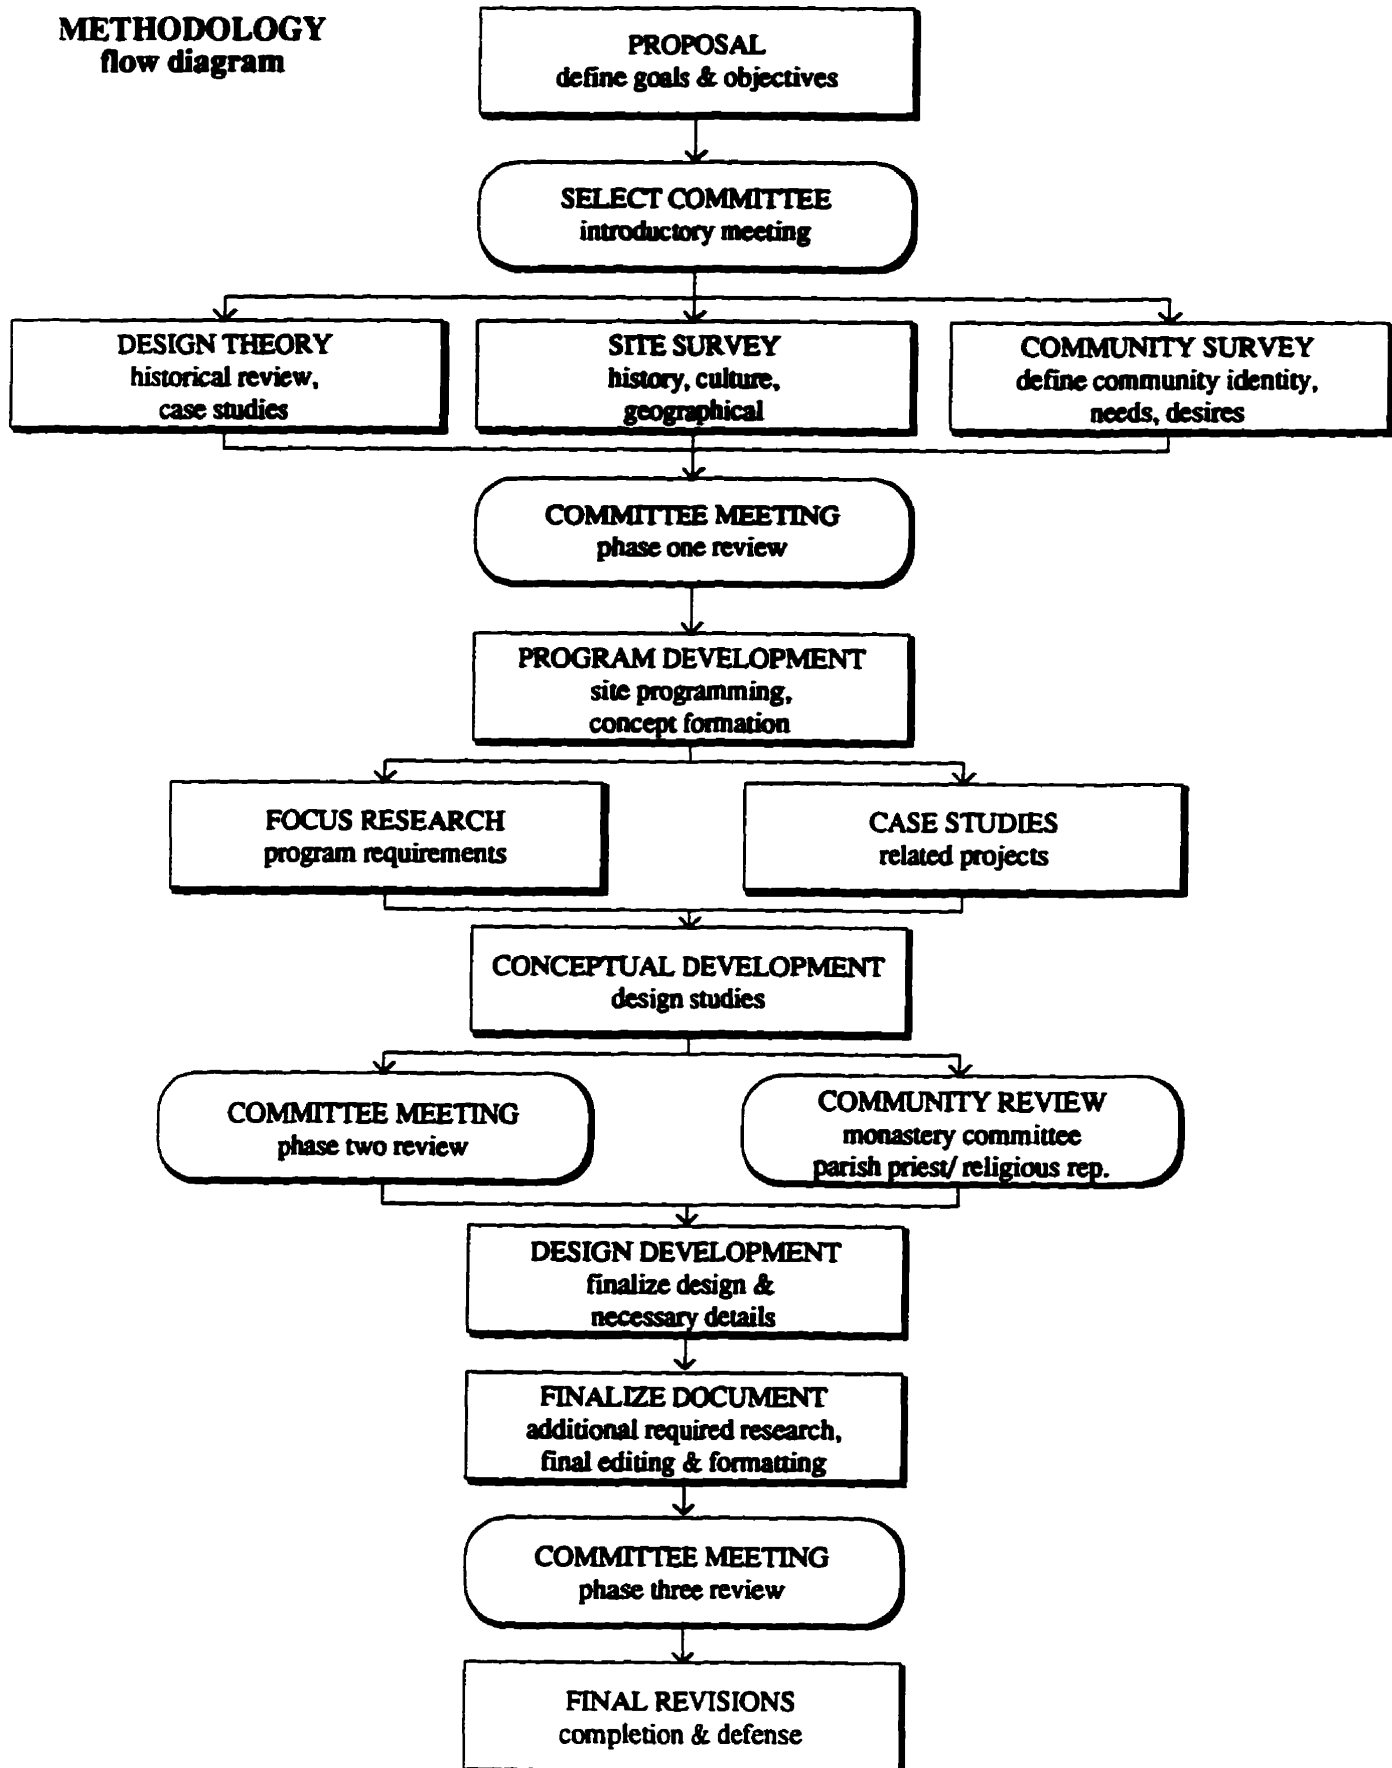 METHODOLOGY
flow diagram
PROPOSAL
define goals & objectives
SELECT COMMITTEE
introductory meeting
DESIGN THEORY
historical review,
case studies
SITE SURVEY
history, culture,
geographical
COMMUNITY SURVEY
define community identity,
needs, desires
COMMITTEE MEETING
phase one review
PROGRAM DEVELOPMENT
site programming,
concept formation
FOCUS RESEARCH
program requirements
CASE STUDIES
related projects
CONCEPTUAL DEVELOPMENT
design studies
COMMITTEE MEETING
phase two review
COMMUNITY REVIEW
monastery committee
parish priest/ religious rep.
DESIGN DEVELOPMENT
finalize design &
necessary details
FINALIZE DOCUMENT
additional required research,
final editing & formatting
COMMITTEE MEETING
phase three review
FINAL REVISIONS
completion & defense